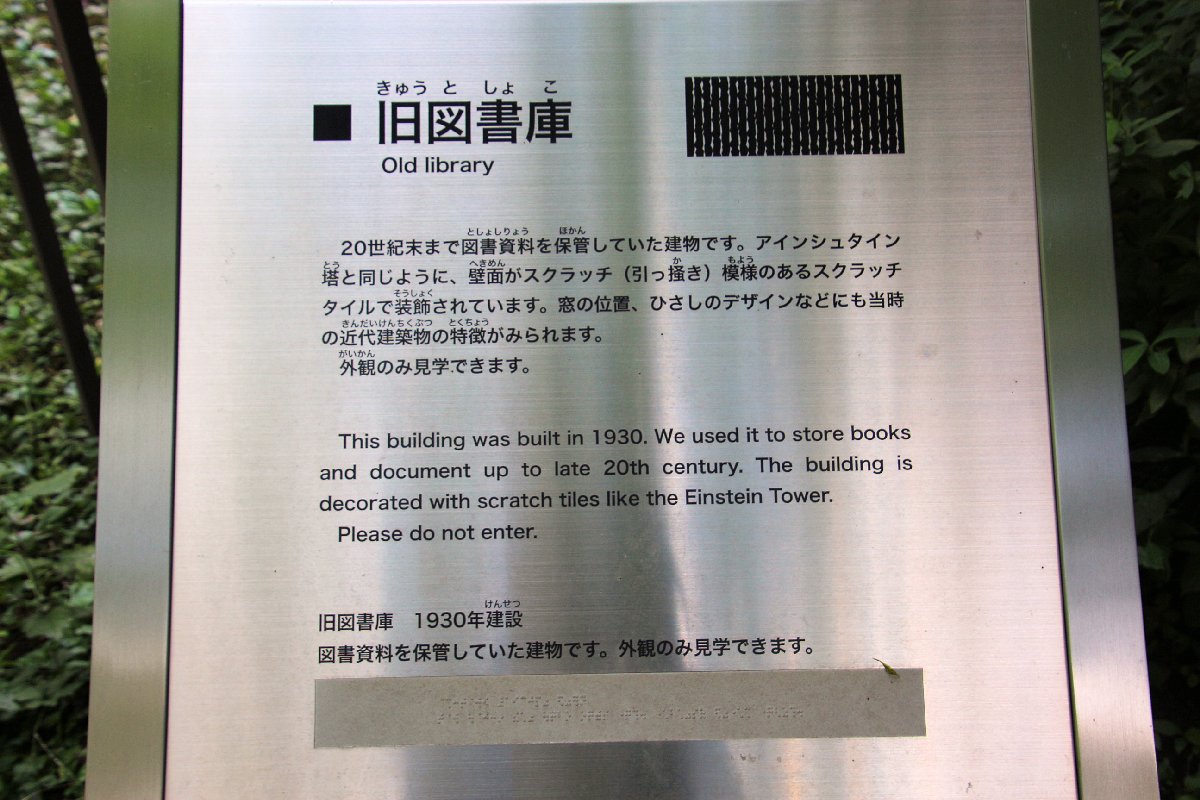 きゅう と しょ こ
■ 旧図書庫
Old library
としょしりょう ほかん
20世紀末まで図書資料を保管していた建物です。アインシュタイン
とう へきめん か もよう
塔と同じように、壁面がスクラッチ（引っ掻き）模様のあるスクラッチ
そうしょく
タイルで装飾されています。窓の位置、ひさしのデザインなどにも当時
きんだいけんちくぶつ とくちょう
の近代建築物の特徴がみられます。
がいかん
外観のみ見学できます。
This building was built in 1930. We used it to store books
and document up to late 20th century. The building is
decorated with scratch tiles like the Einstein Tower.
Please do not enter.
けんせつ
旧図書庫 1930年建設
図書資料を保管していた建物です。外観のみ見学できます。